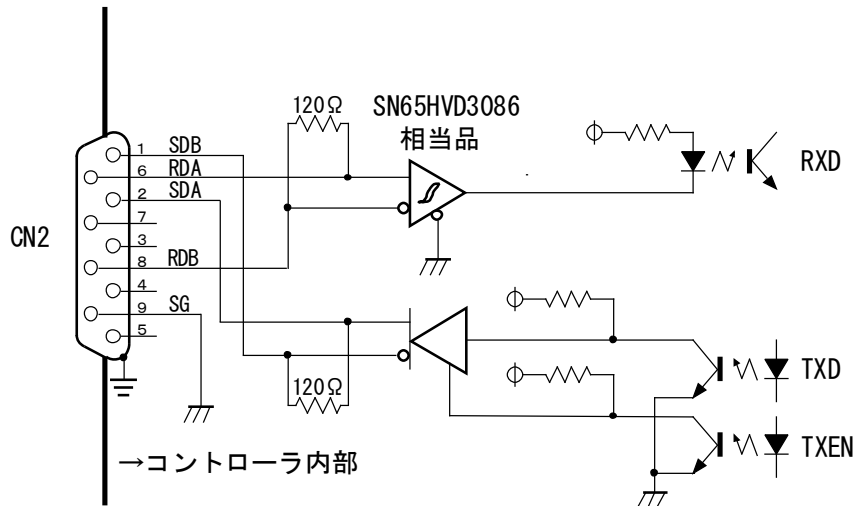 120Ω
SN65HVD3086
相当品
RXD
CN2
1 SDB
6 RDA
2 SDA
7
3
8 RDB
4
9 SG
5
120Ω
TXD
TXEN
→コントローラ内部